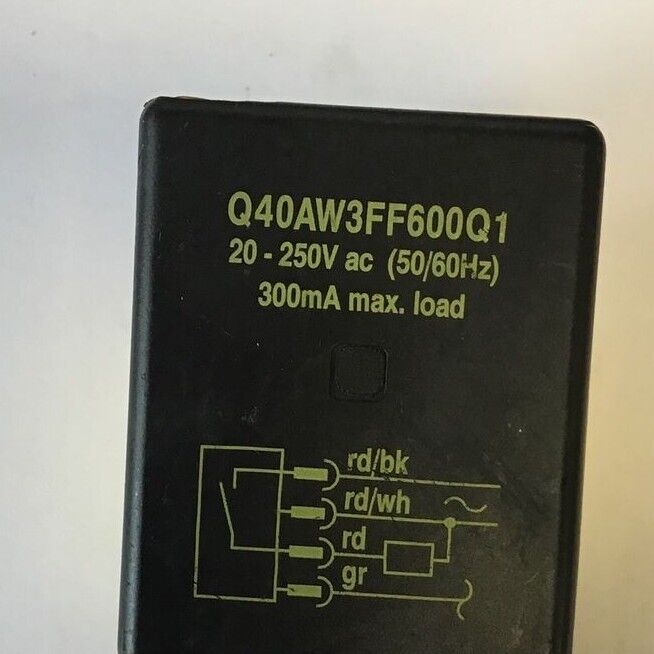 Q40AW3FF600Q1
20 - 250V ac (50/60Hz)
300mA max. load
rd/bk
rd/wh
rd
gr